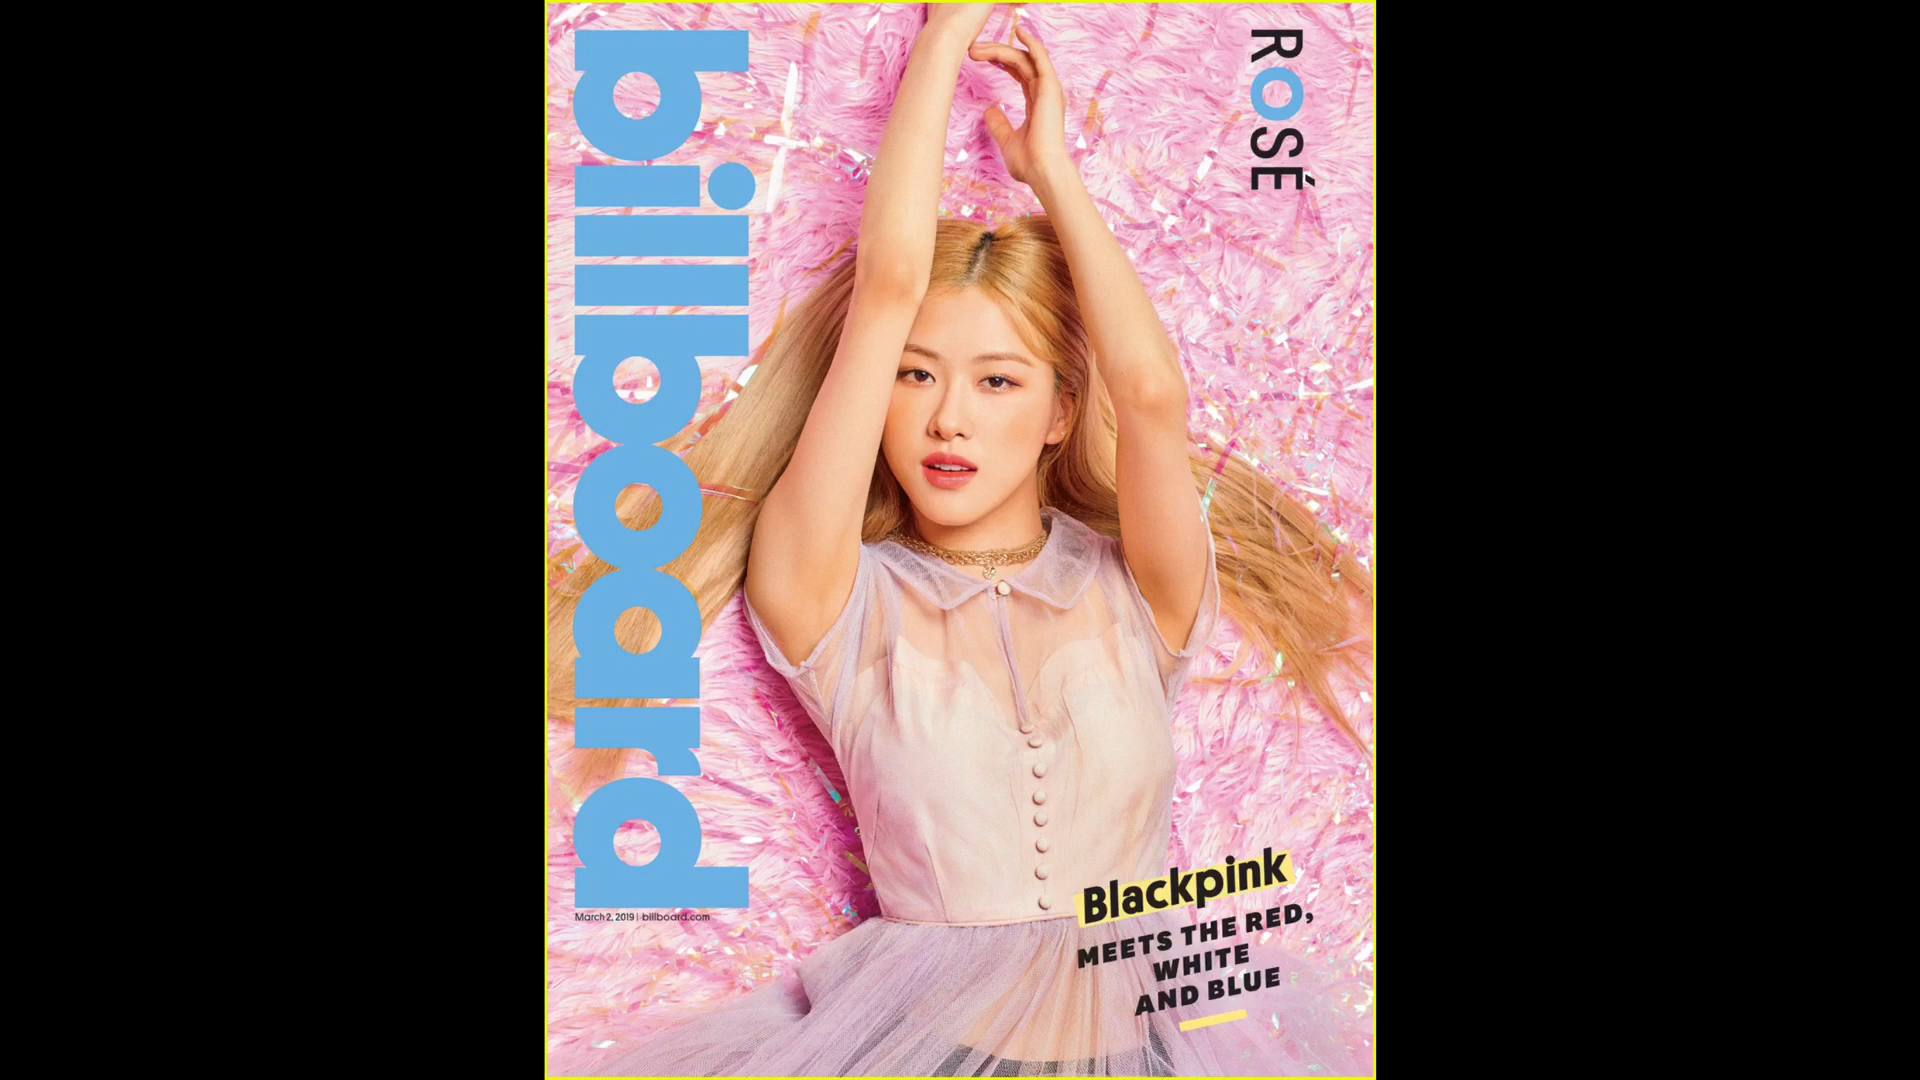 billboard
ROSÉ
March 2, 2019 | billboard.com
Blackpink
MEETS THE RED,
WHITE
AND BLUE